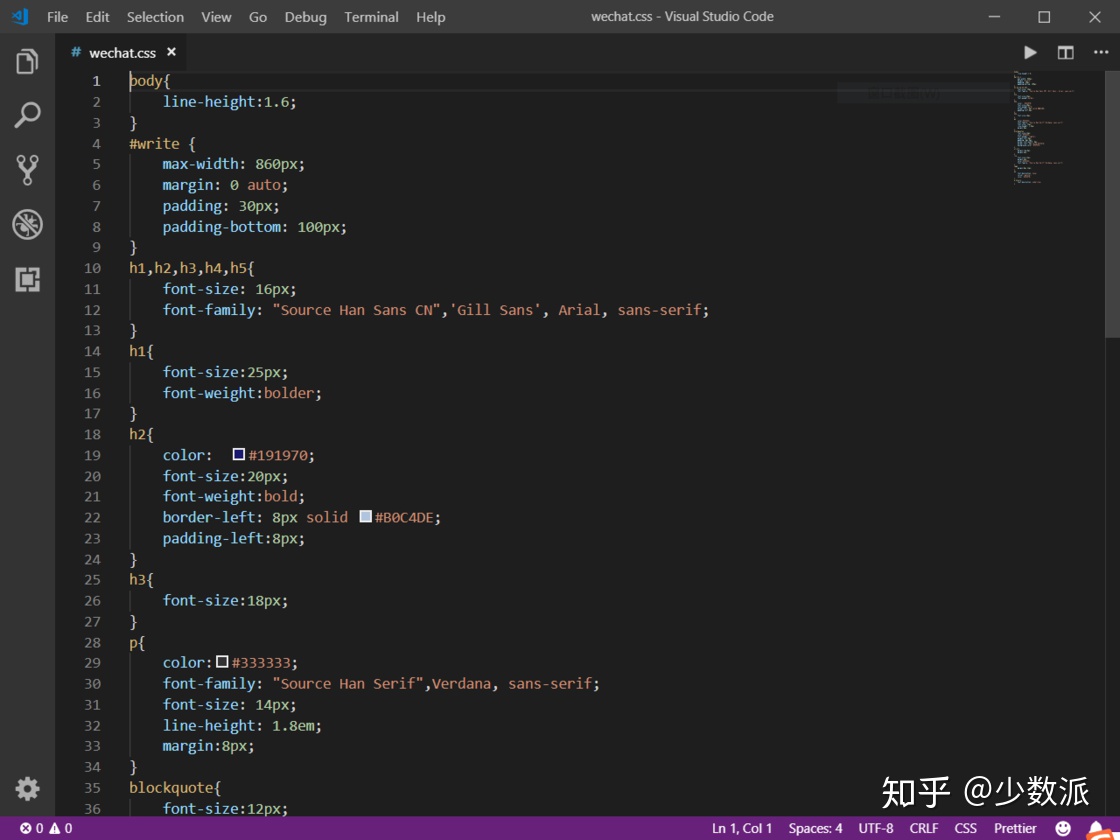 File Edit Selection View Go Debug Terminal Help wechat.css - Visual Studio Code
# wechat.css ×
1 body{
2 line-height:1.6;
3 }
4 #write {
5 max-width: 860px;
6 margin: 0 auto;
7 padding: 30px;
8 padding-bottom: 100px;
9 }
10 h1,h2,h3,h4,h5{
11 font-size: 16px;
12 font-family: "Source Han Sans CN",'Gill Sans', Arial, sans-serif;
13 }
14 h1{
15 font-size:25px;
16 font-weight:bolder;
17 }
18 h2{
19 color: #191970;
20 font-size:20px;
21 font-weight:bold;
22 border-left: 8px solid #B0C4DE;
23 padding-left:8px;
24 }
25 h3{
26 font-size:18px;
27 }
28 p{
29 color:#333333;
30 font-family: "Source Han Serif",Verdana, sans-serif;
31 font-size: 14px;
32 line-height: 1.8em;
33 margin:8px;
34 }
35 blockquote{
36 font-size:12px;
知乎 @少数派
0 0 Ln 1, Col 1 Spaces: 4 UTF-8 CRLF CSS Prettier